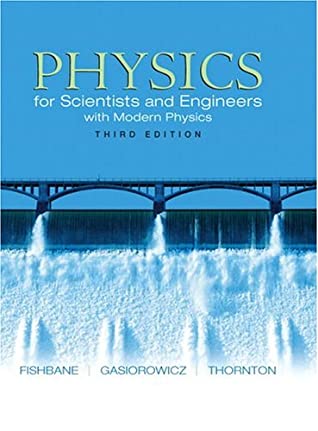 PHYSICS
for Scientists and Engineers
with Modern Physics
THIRD EDITION
FISHBANE | GASIOROWICZ | THORNTON